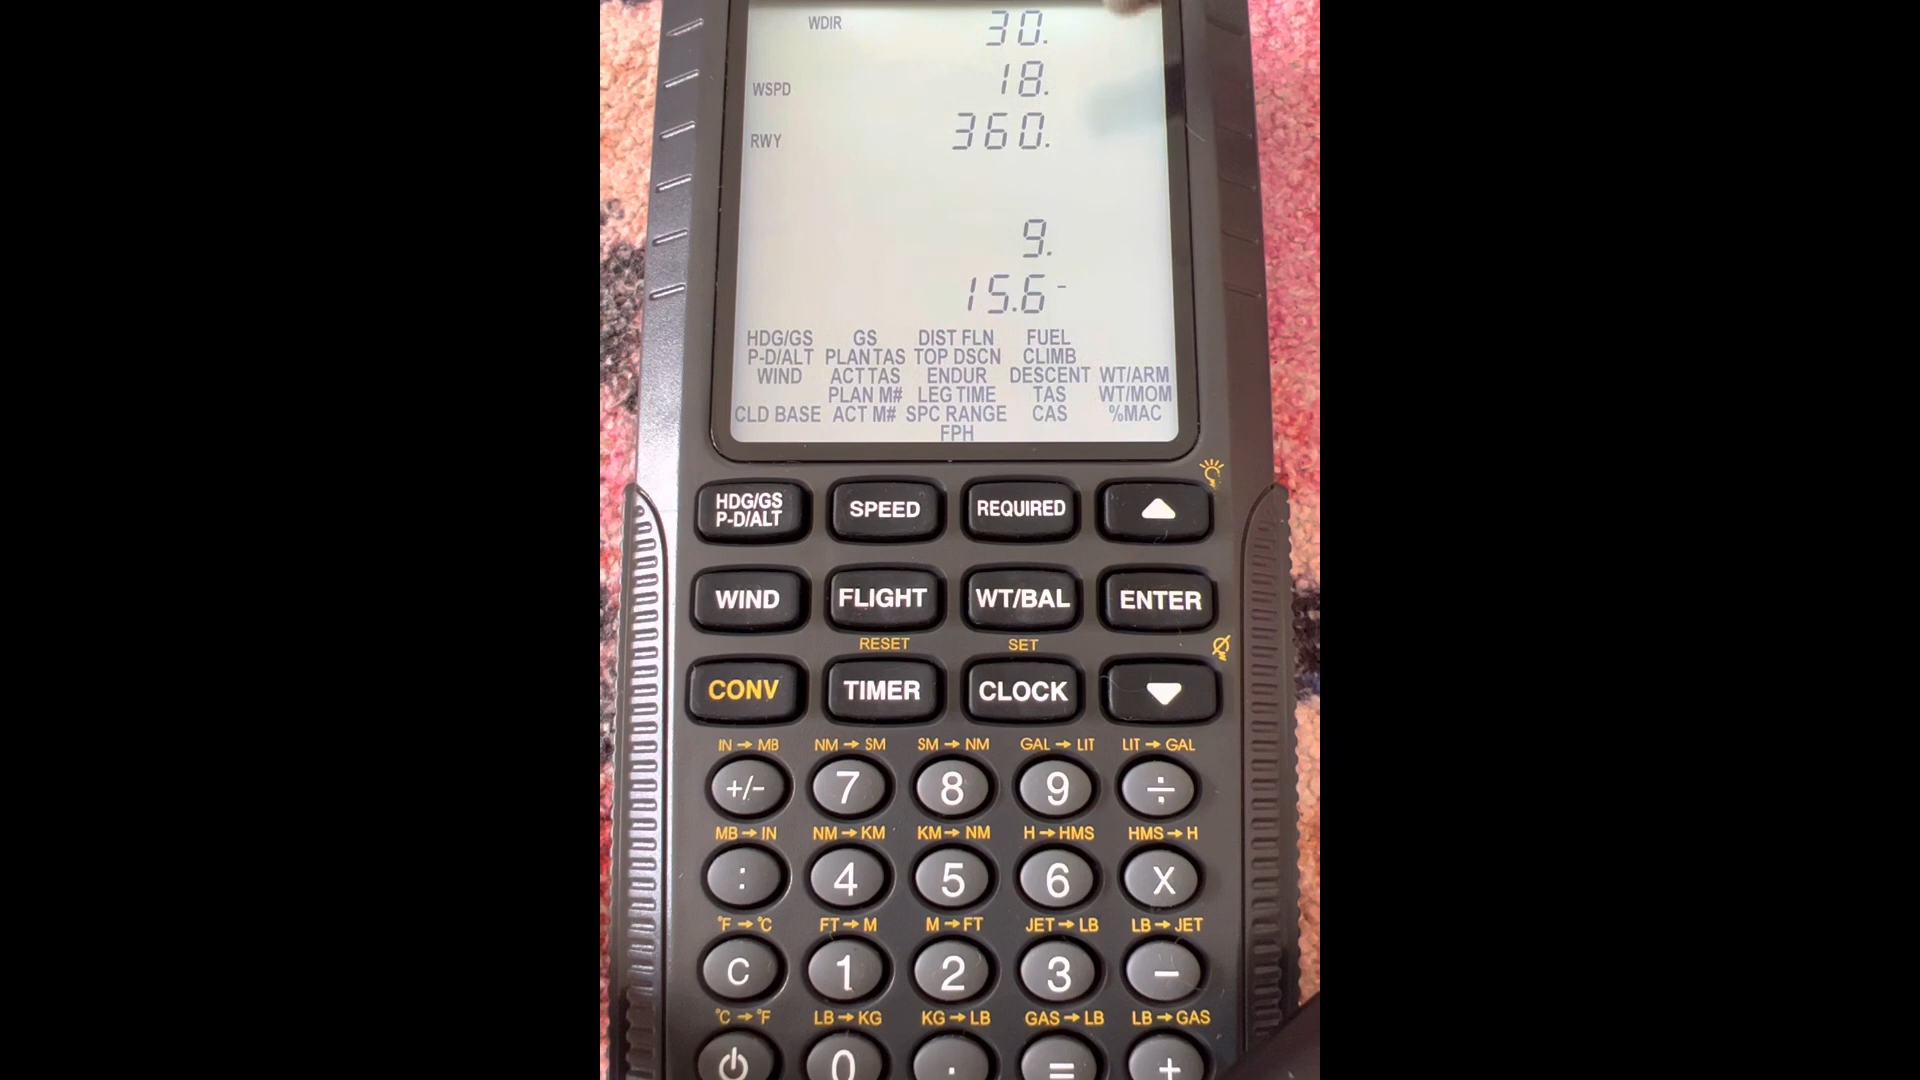 WDIR 30.
WSPD 18.
RWY 360.
9.
15.6-
HDG/GS GS DIST FLN FUEL
P-D/ALT PLAN TAS TOP DSCN CLIMB
WIND ACT TAS ENDUR DESCENT WT/ARM
PLAN M# LEG TIME TAS WT/MOM
CLD BASE ACT M# SPC RANGE CAS %MAC
FPH
HDG/GS
P-D/ALT SPEED REQUIRED
WIND FLIGHT WT/BAL ENTER
RESET SET
CONV TIMER CLOCK
IN → MB NM → SM SM → NM GAL → LIT LIT → GAL
+/- 7 8 9 ÷
MB → IN NM → KM KM → NM H → HMS HMS → H
: 4 5 6 X
°F → °C FT → M M → FT JET → LB LB → JET
C 1 2 3 −
°C → °F LB → KG KG → LB GAS → LB LB → GAS
0 . = +